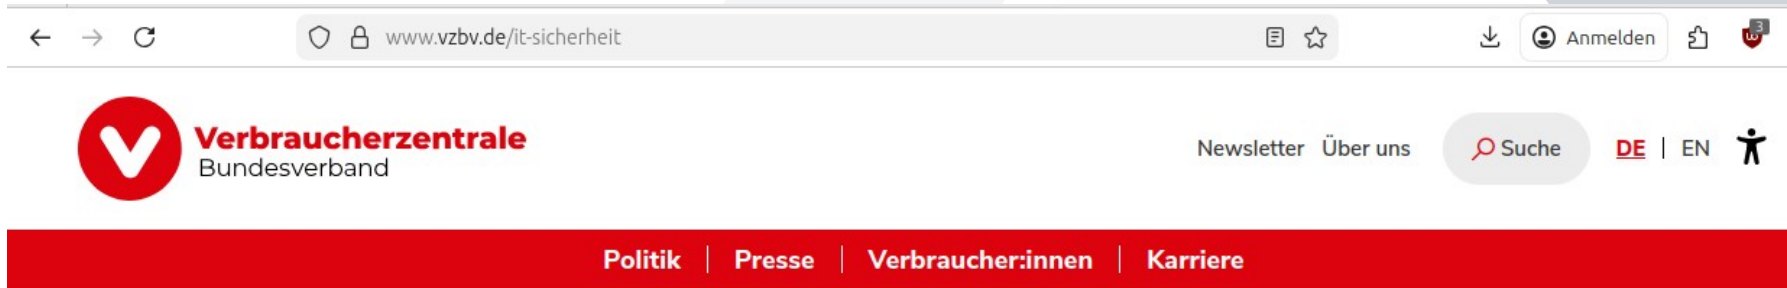 www.vzbv.de/it-sicherheit
Anmelden
3
Verbraucherzentrale
Bundesverband
Newsletter Über uns Suche DE | EN
Politik | Presse | Verbraucher:innen | Karriere